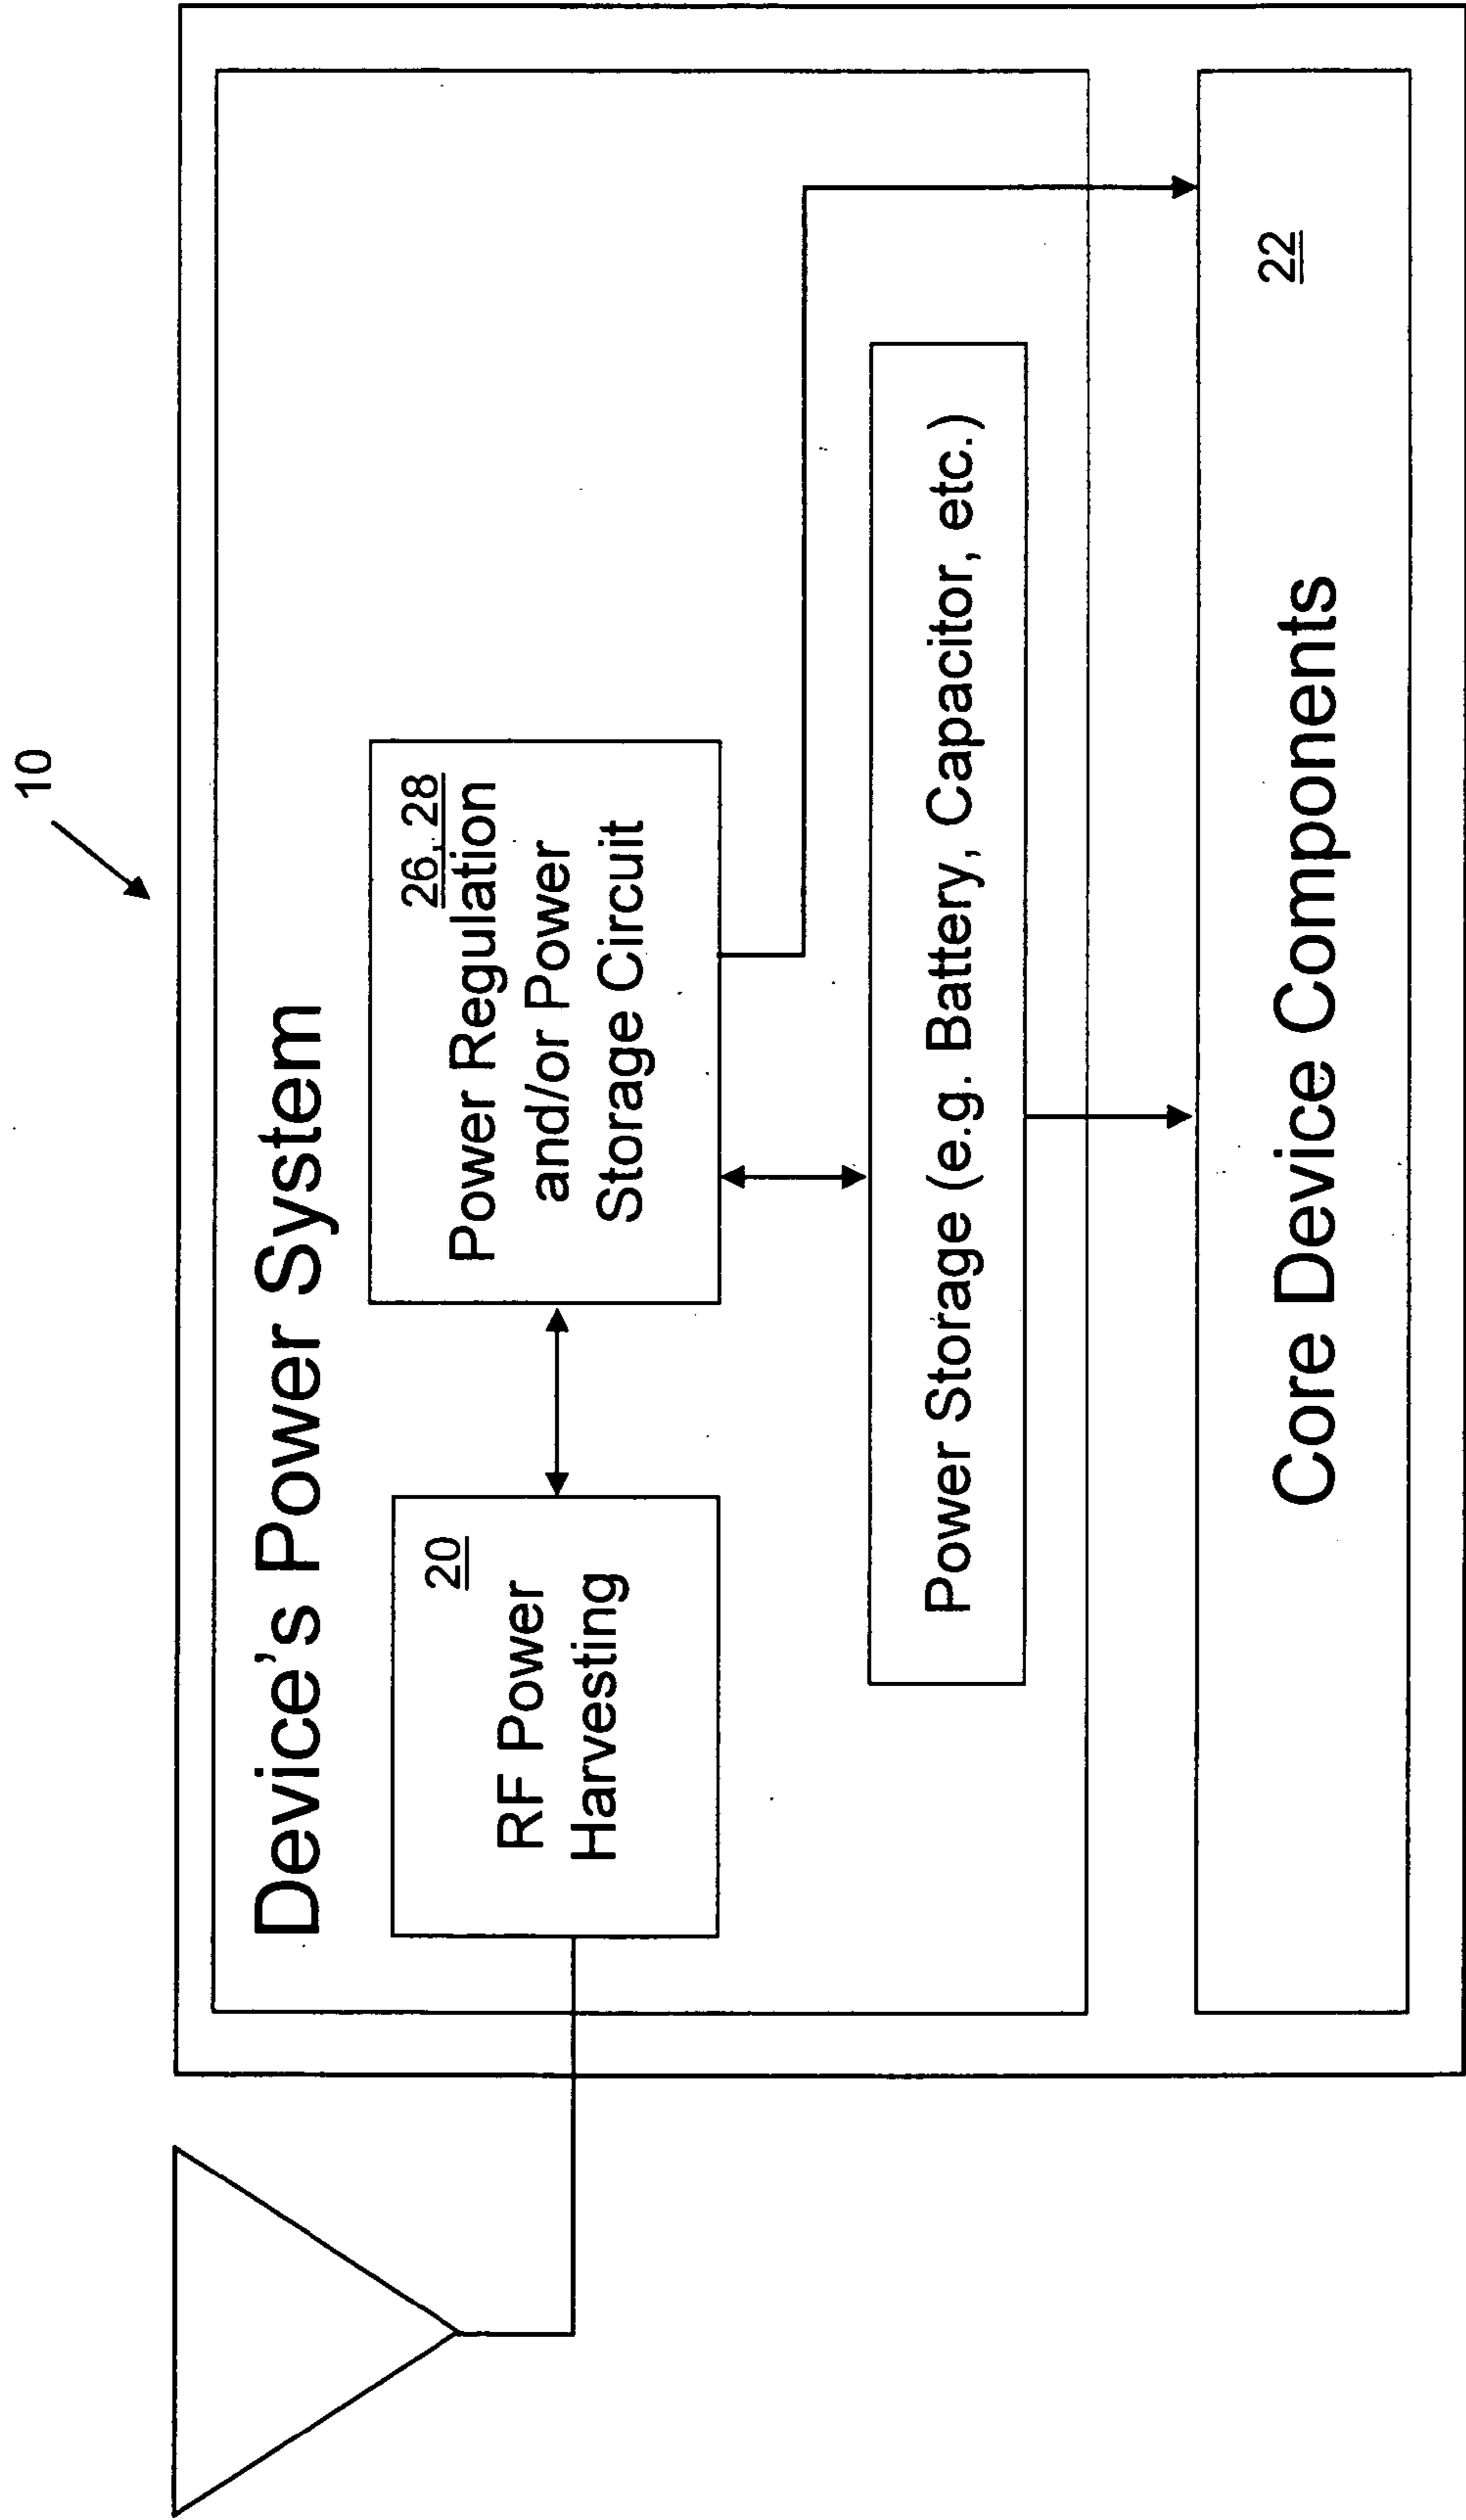 10
Device's Power System
20
RF Power
Harvesting
26, 28
Power Regulation
and/or Power
Storage Circuit
Power Storage (e.g. Battery, Capacitor, etc.)
22
Core Device Components